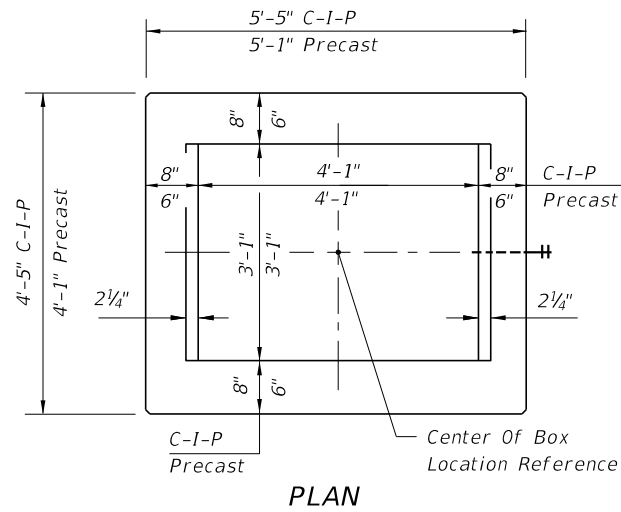 5'-5" C-I-P
5'-1" Precast
8"
6"
8"
6"
4'-1"
4'-1"
8"
6"
C-I-P
Precast
4'-5" C-I-P
4'-1" Precast
3'-1"
3'-1"
2¼"
2¼"
8"
6"
C-I-P
Precast
Center Of Box
Location Reference
PLAN